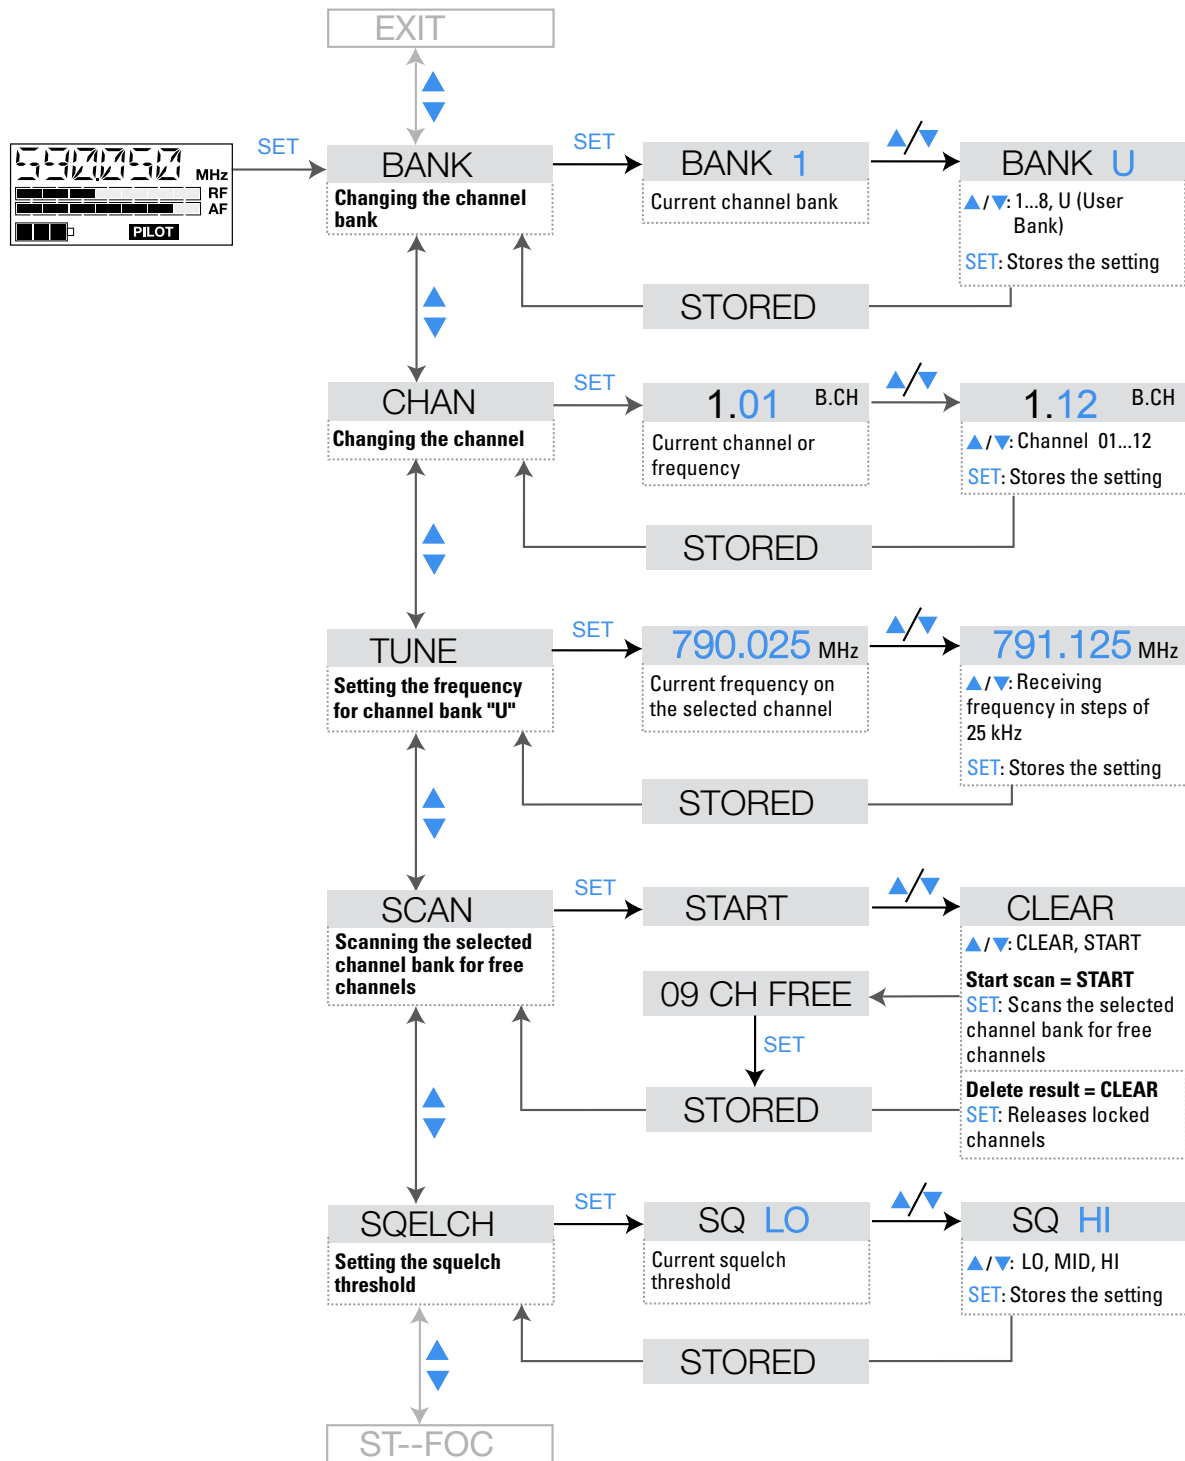 EXIT
590.050 MHz
RF
AF
PILOT
SET
BANK
Changing the channel
bank
SET
BANK 1
Current channel bank
▲/▼
BANK U
▲/▼: 1...8, U (User
Bank)
SET: Stores the setting
STORED
CHAN
Changing the channel
SET
1.01 B.CH
Current channel or
frequency
▲/▼
1.12 B.CH
▲/▼: Channel 01...12
SET: Stores the setting
STORED
TUNE
Setting the frequency
for channel bank "U"
SET
790.025 MHz
Current frequency on
the selected channel
▲/▼
791.125 MHz
▲/▼: Receiving
frequency in steps of
25 kHz
SET: Stores the setting
STORED
SCAN
Scanning the selected
channel bank for free
channels
SET
START
▲/▼
CLEAR
▲/▼: CLEAR, START
Start scan = START
SET: Scans the selected
channel bank for free
channels
09 CH FREE
SET
Delete result = CLEAR
SET: Releases locked
channels
STORED
SQELCH
Setting the squelch
threshold
SET
SQ LO
Current squelch
threshold
▲/▼
SQ HI
▲/▼: LO, MID, HI
SET: Stores the setting
STORED
ST--FOC